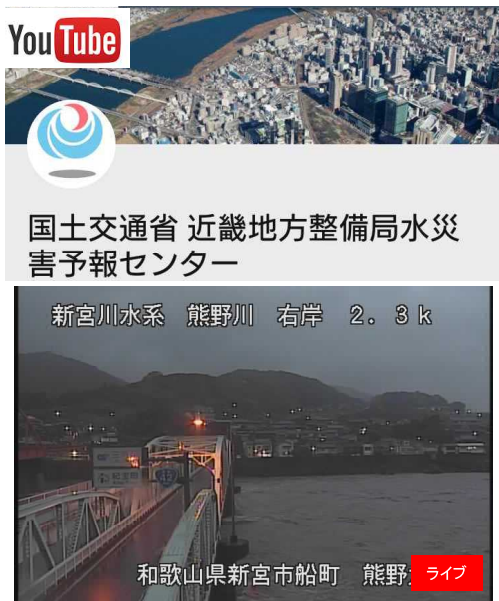 YouTube
国土交通省 近畿地方整備局水災
害予報センター
新宮川水系　熊野川　右岸　２．３ｋ
42
和歌山県新宮市船町　熊野
ライブ